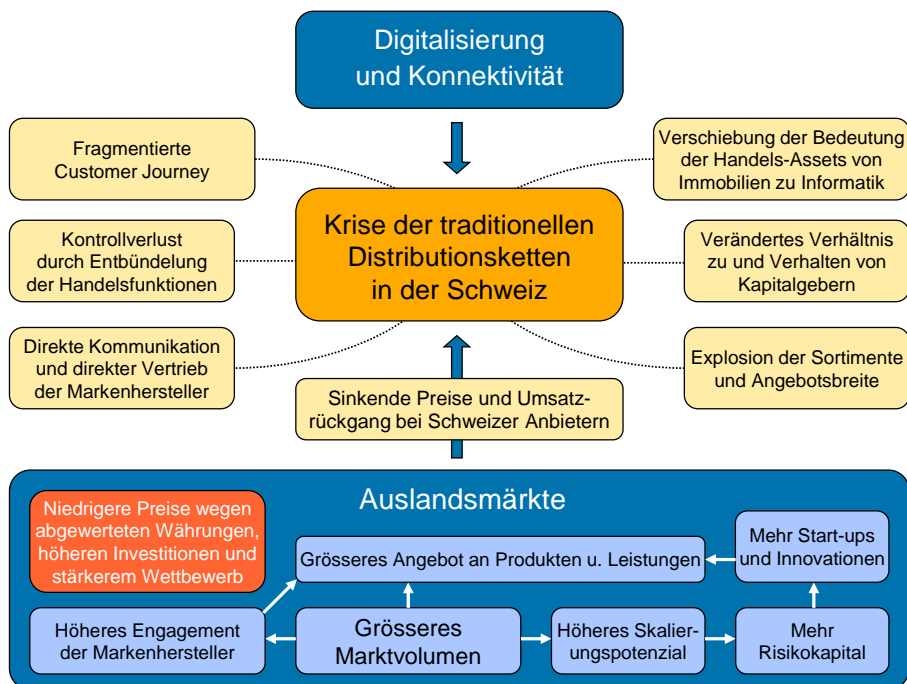 Digitalisierung
und Konnektivität
Fragmentierte
Customer Journey
Verschiebung der Bedeutung
der Handels-Assets von
Immobilien zu Informatik
Krise der traditionellen
Distributionsketten
in der Schweiz
Kontrollverlust
durch Entbündelung
der Handelsfunktionen
Verändertes Verhältnis
zu und Verhalten von
Kapitalgebern
Direkte Kommunikation
und direkter Vertrieb
der Markenhersteller
Explosion der Sortimente
und Angebotsbreite
Sinkende Preise und Umsatz-
rückgang bei Schweizer Anbietern
Auslandsmärkte
Niedrigere Preise wegen
abgewerteten Währungen,
höheren Investitionen und
stärkerem Wettbewerb
Grösseres Angebot an Produkten u. Leistungen
Mehr Start-ups
und Innovationen
Höheres Engagement
der Markenhersteller
Grösseres
Marktvolumen
Höheres Skalier-
ungspotenzial
Mehr
Risikokapital